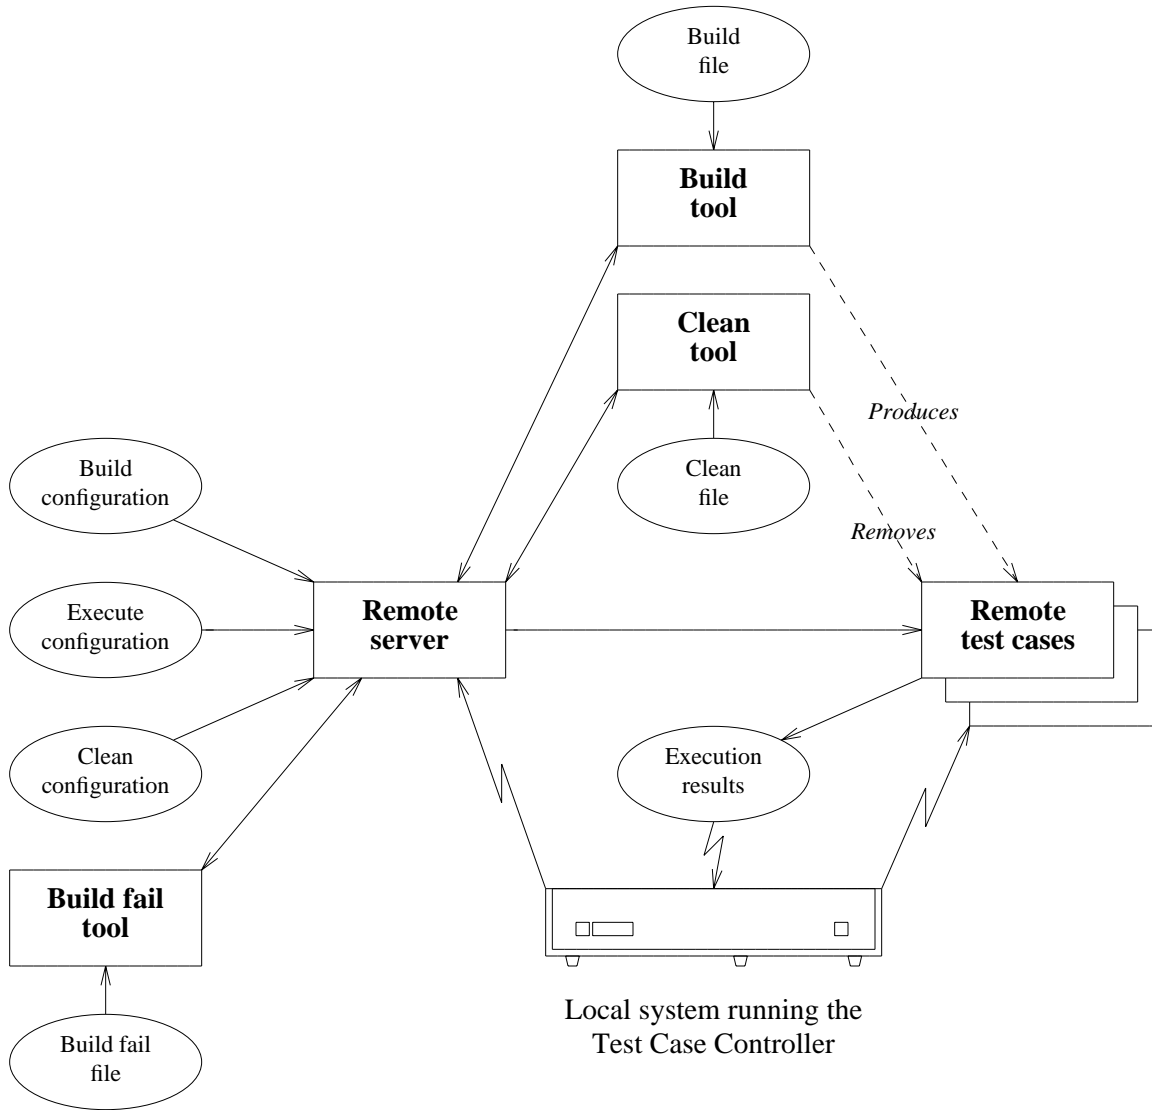 Build
file
Build
tool
Clean
tool
Produces
Build
configuration
Clean
file
Removes
Execute
configuration
Remote
server
Remote
test cases
Clean
configuration
Execution
results
Build fail
tool
Local system running the
Test Case Controller
Build fail
file